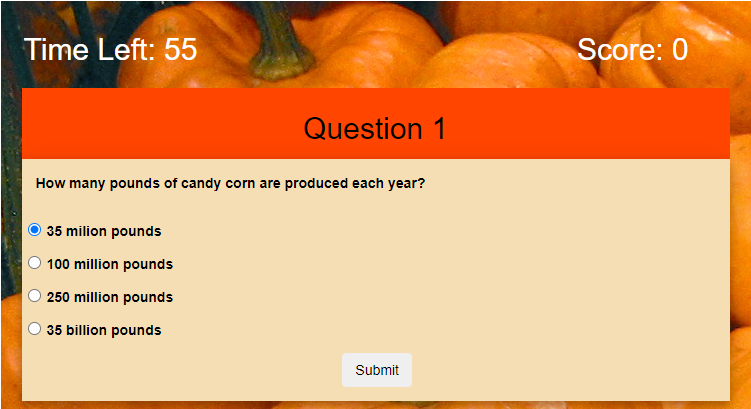 Time Left: 55
Score: 0
Question 1
How many pounds of candy corn are produced each year?
35 milion pounds
100 million pounds
250 million pounds
35 billion pounds
Submit